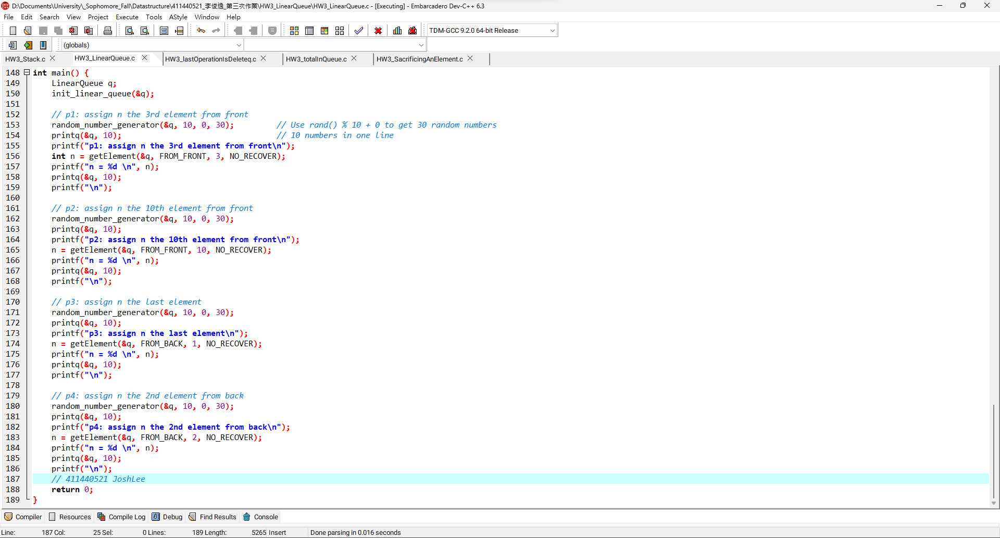 D:\Documents\University\_Sophomore_Fall\Datastructure\411440521_李俊逸_第三次作業\HW3_LinearQueue\HW3_LinearQueue.c - [Executing] - Embarcadero Dev-C++ 6.3
File Edit Search View Project Execute Tools AStyle Window Help
TDM-GCC 9.2.0 64-bit Release
(globals)
HW3_Stack.c HW3_LinearQueue.c HW3_lastOperationIsDeleteq.c HW3_totalInQueue.c HW3_SacrificingAnElement.c
148 int main() {
149 LinearQueue q;
150 init_linear_queue(&q);
151
152 // p1: assign n the 3rd element from front
153 random_number_generator(&q, 10, 0, 30); // Use rand() % 10 + 0 to get 30 random numbers
154 printq(&q, 10); // 10 numbers in one line
155 printf("p1: assign n the 3rd element from front\n");
156 int n = getElement(&q, FROM_FRONT, 3, NO_RECOVER);
157 printf("n = %d \n", n);
158 printq(&q, 10);
159 printf("\n");
160
161 // p2: assign n the 10th element from front
162 random_number_generator(&q, 10, 0, 30);
163 printq(&q, 10);
164 printf("p2: assign n the 10th element from front\n");
165 n = getElement(&q, FROM_FRONT, 10, NO_RECOVER);
166 printf("n = %d \n", n);
167 printq(&q, 10);
168 printf("\n");
169
170 // p3: assign n the last element
171 random_number_generator(&q, 10, 0, 30);
172 printq(&q, 10);
173 printf("p3: assign n the last element\n");
174 n = getElement(&q, FROM_BACK, 1, NO_RECOVER);
175 printf("n = %d \n", n);
176 printq(&q, 10);
177 printf("\n");
178
179 // p4: assign n the 2nd element from back
180 random_number_generator(&q, 10, 0, 30);
181 printq(&q, 10);
182 printf("p4: assign n the 2nd element from back\n");
183 n = getElement(&q, FROM_BACK, 2, NO_RECOVER);
184 printf("n = %d \n", n);
185 printq(&q, 10);
186 printf("\n");
187 // 411440521 JoshLee
188 return 0;
189 }
Compiler Resources Compile Log Debug Find Results Console
Line: 187 Col: 25 Sel: 0 Lines: 189 Length: 5265 Insert Done parsing in 0.016 seconds